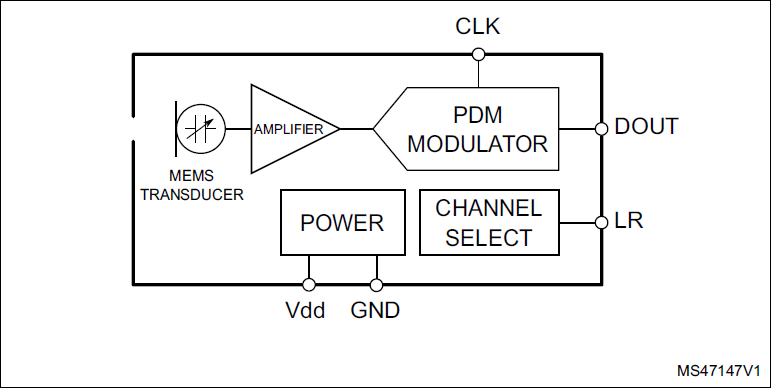 CLK
PDM
MODULATOR
DOUT
AMPLIFIER
MEMS
TRANSDUCER
POWER
CHANNEL
SELECT
LR
Vdd
GND
MS47147V1